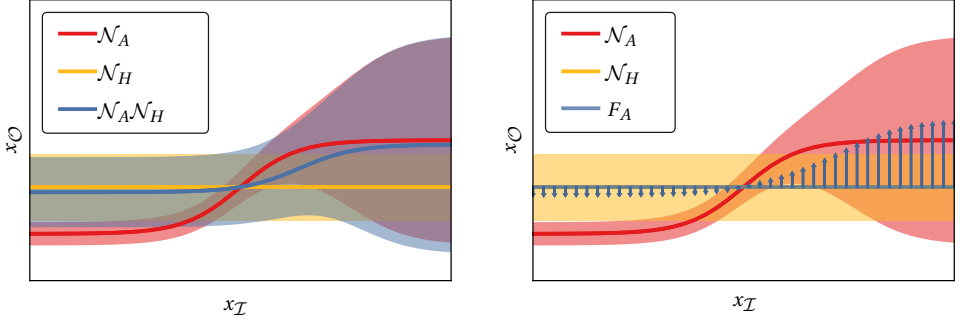 𝒩_A
𝒩_H
𝒩_A𝒩_H
x_𝒪
x_ℐ
𝒩_A
𝒩_H
F_A
x_𝒪
x_ℐ